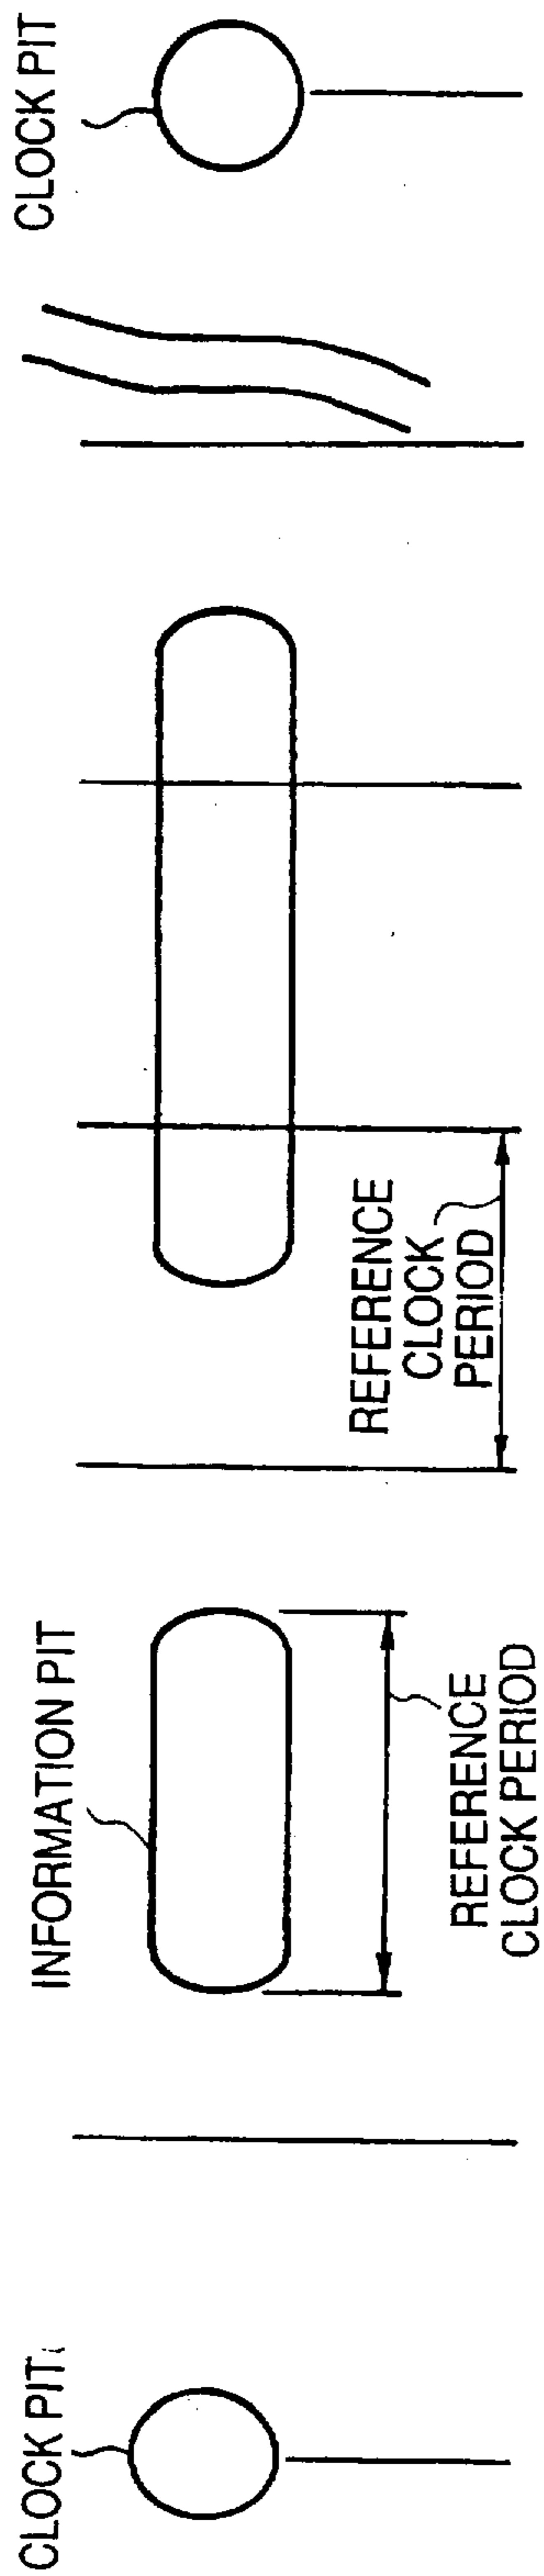 CLOCK PIT
INFORMATION PIT
REFERENCE
CLOCK PERIOD
REFERENCE
CLOCK
PERIOD
CLOCK PIT